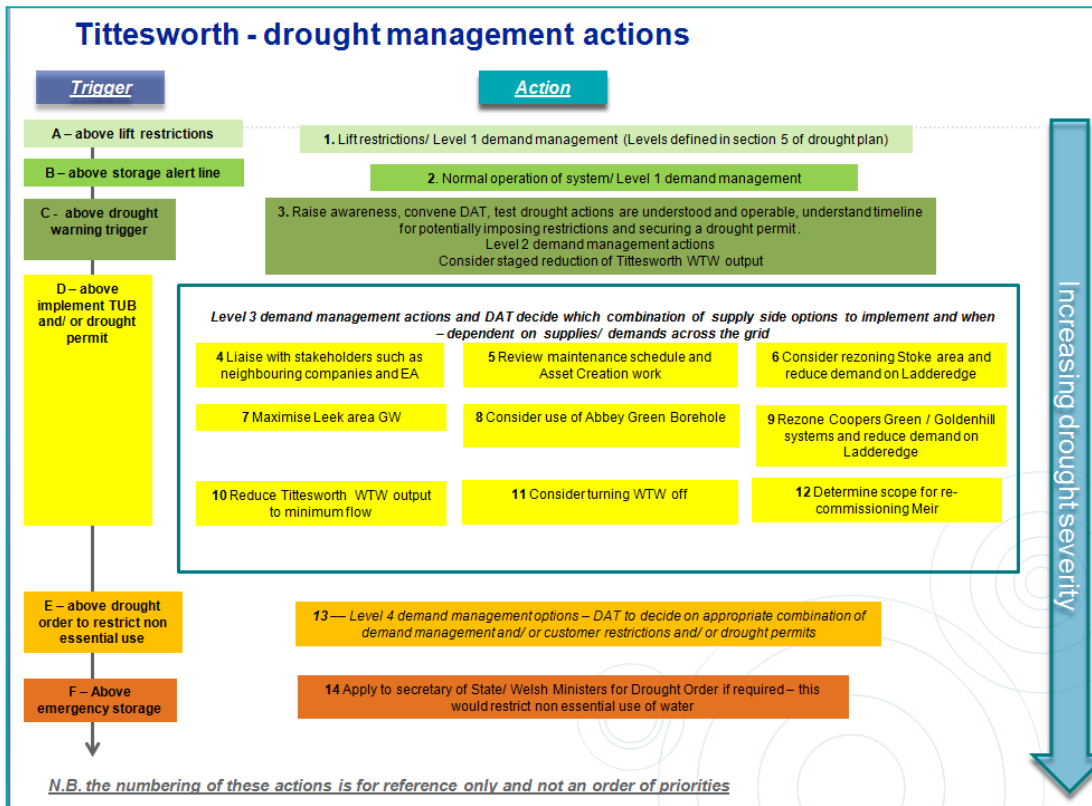 Tittesworth - drought management actions
Trigger
Action
A – above lift restrictions
1. Lift restrictions/ Level 1 demand management (Levels defined in section 5 of drought plan)
B – above storage alert line
2. Normal operation of system/ Level 1 demand management
C - above drought
warning trigger
3. Raise awareness, convene DAT, test drought actions are understood and operable, understand timeline
for potentially imposing restrictions and securing a drought permit .
Level 2 demand management actions
Consider staged reduction of Tittesworth WTW output
D – above
implement TUB
and/ or drought
permit
Level 3 demand management actions and DAT decide which combination of supply side options to implement and when
– dependent on supplies/ demands across the grid
4 Liaise with stakeholders such as
neighbouring companies and EA
5 Review maintenance schedule and
Asset Creation work
6 Consider rezoning Stoke area and
reduce demand on Ladderedge
7 Maximise Leek area GW
8 Consider use of Abbey Green Borehole
9 Rezone Coopers Green / Goldenhill
systems and reduce demand on
Ladderedge
10 Reduce Tittesworth WTW output
to minimum flow
11 Consider turning WTW off
12 Determine scope for re-
commissioning Meir
E – above drought
order to restrict non
essential use
13 — Level 4 demand management options – DAT to decide on appropriate combination of
demand management and/ or customer restrictions and/ or drought permits
F – Above
emergency storage
14 Apply to secretary of State/ Welsh Ministers for Drought Order if required – this
would restrict non essential use of water
Increasing drought severity
N.B. the numbering of these actions is for reference only and not an order of priorities